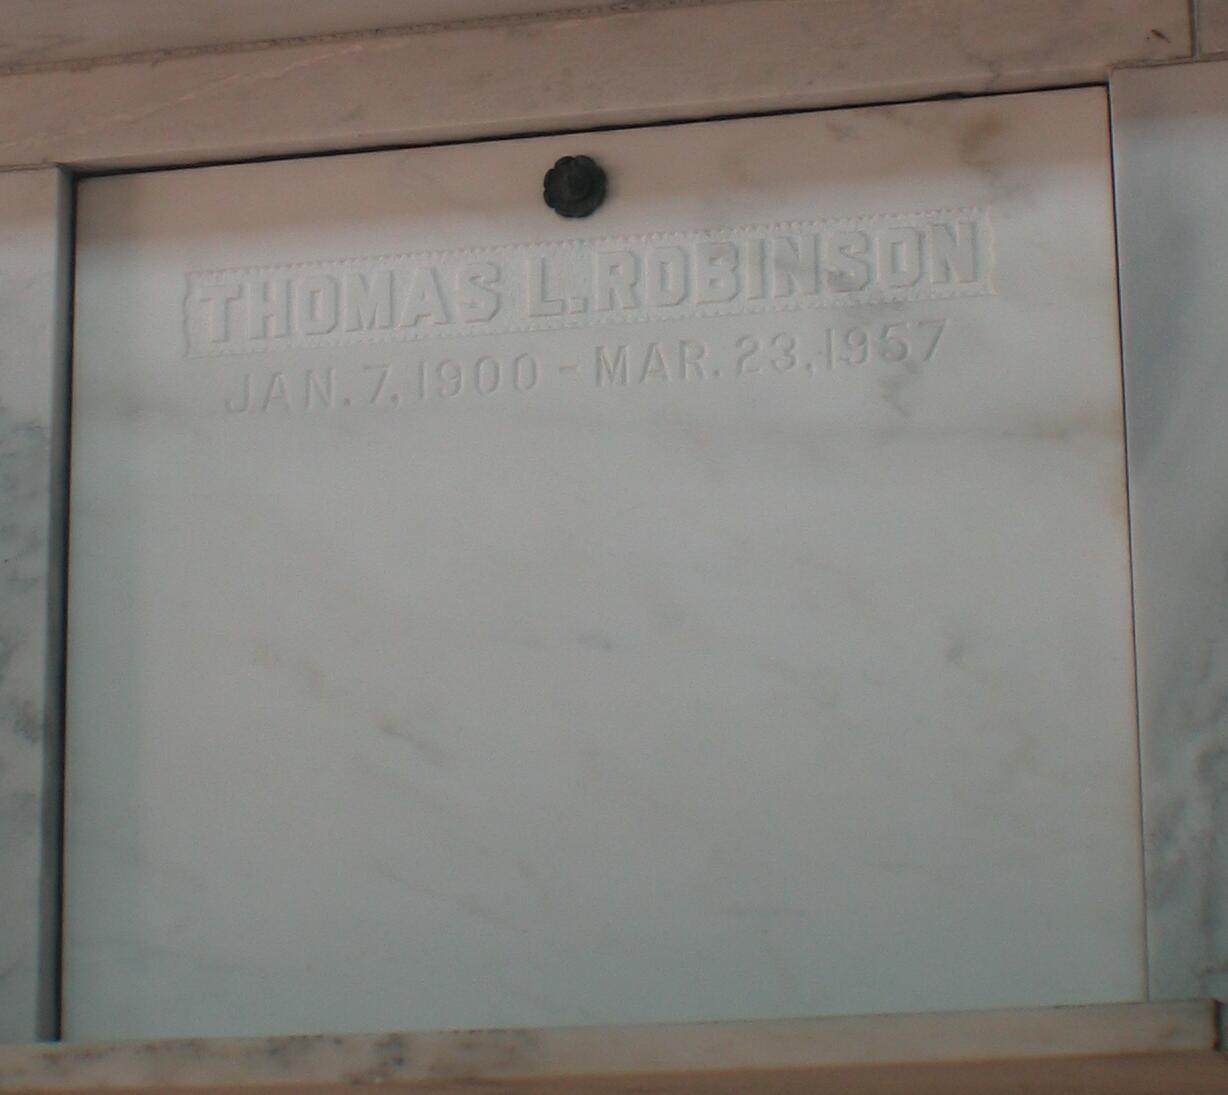 THOMAS L. ROBINSON
JAN. 7, 1900 - MAR. 23, 1957